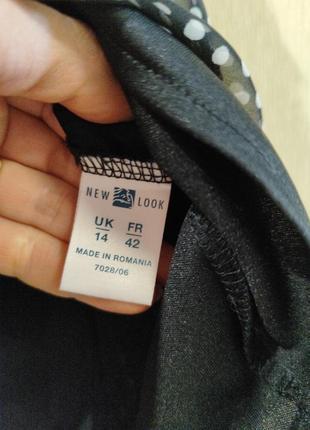 NEW LOOK
UK FR
14 42
MADE IN ROMANIA
7028/06